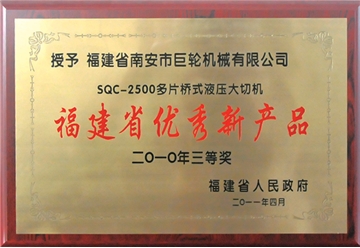 授予 福建省南安市巨轮机械有限公司
SQC-2500多片桥式液压大切机
福建省优秀新产品
二〇一〇年三等奖
福建省人民政府
二〇一一年四月